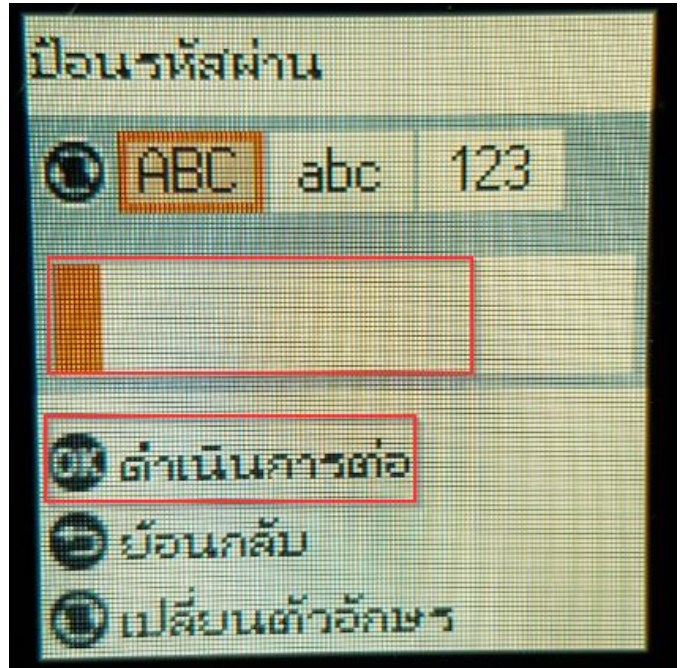 ป้อนรหัสผ่าน
ABC abc 123
OK ดำเนินการต่อ
ย้อนกลับ
เปลี่ยนตัวอักษร